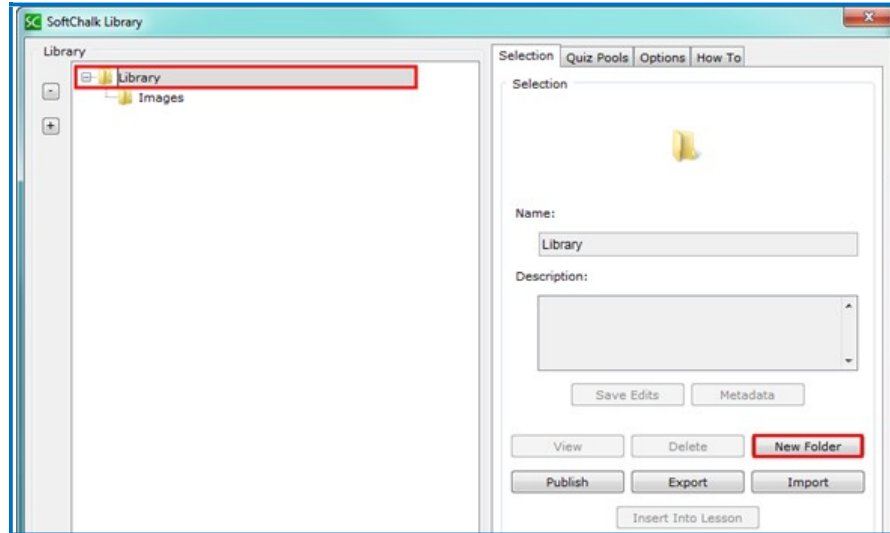 SC SoftChalk Library
x
Library
Library
Images
-
+
Selection Quiz Pools Options How To
Selection
Name:
Library
Description:
Save Edits Metadata
View Delete New Folder
Publish Export Import
Insert Into Lesson